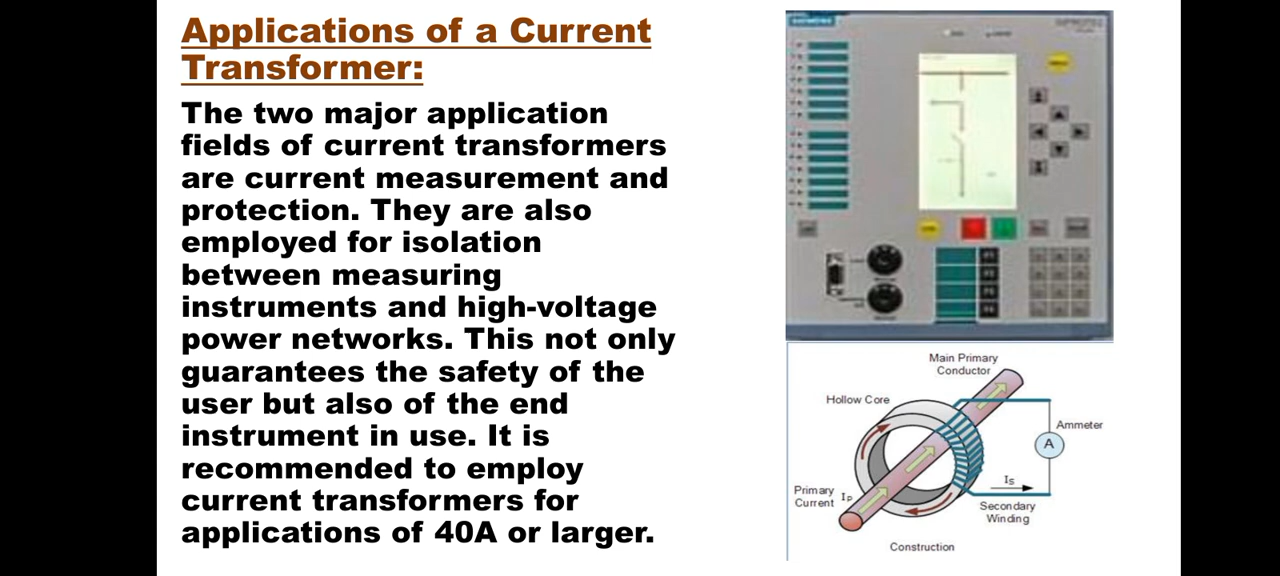 Applications of a Current
Transformer:
The two major application
fields of current transformers
are current measurement and
protection. They are also
employed for isolation
between measuring
instruments and high-voltage
power networks. This not only
guarantees the safety of the
user but also of the end
instrument in use. It is
recommended to employ
current transformers for
applications of 40A or larger.
SIEMENS
Main Primary
Conductor
Hollow Core
Ammeter
A
Primary
Current Ip
Is
Secondary
Winding
Construction